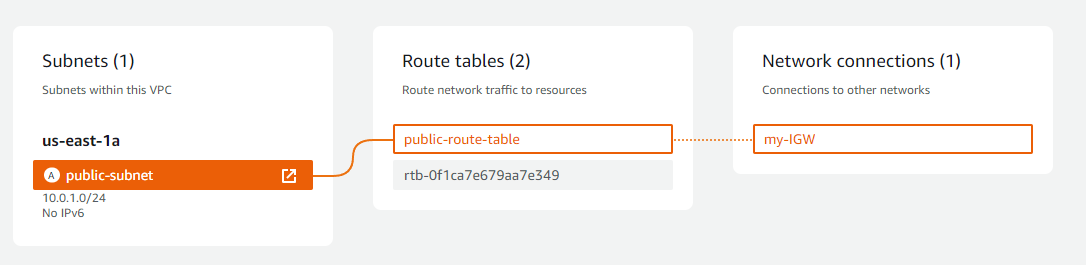 Subnets (1)
Subnets within this VPC
us-east-1a
A public-subnet
10.0.1.0/24
No IPv6
Route tables (2)
Route network traffic to resources
public-route-table
rtb-0f1ca7e679aa7e349
Network connections (1)
Connections to other networks
my-IGW